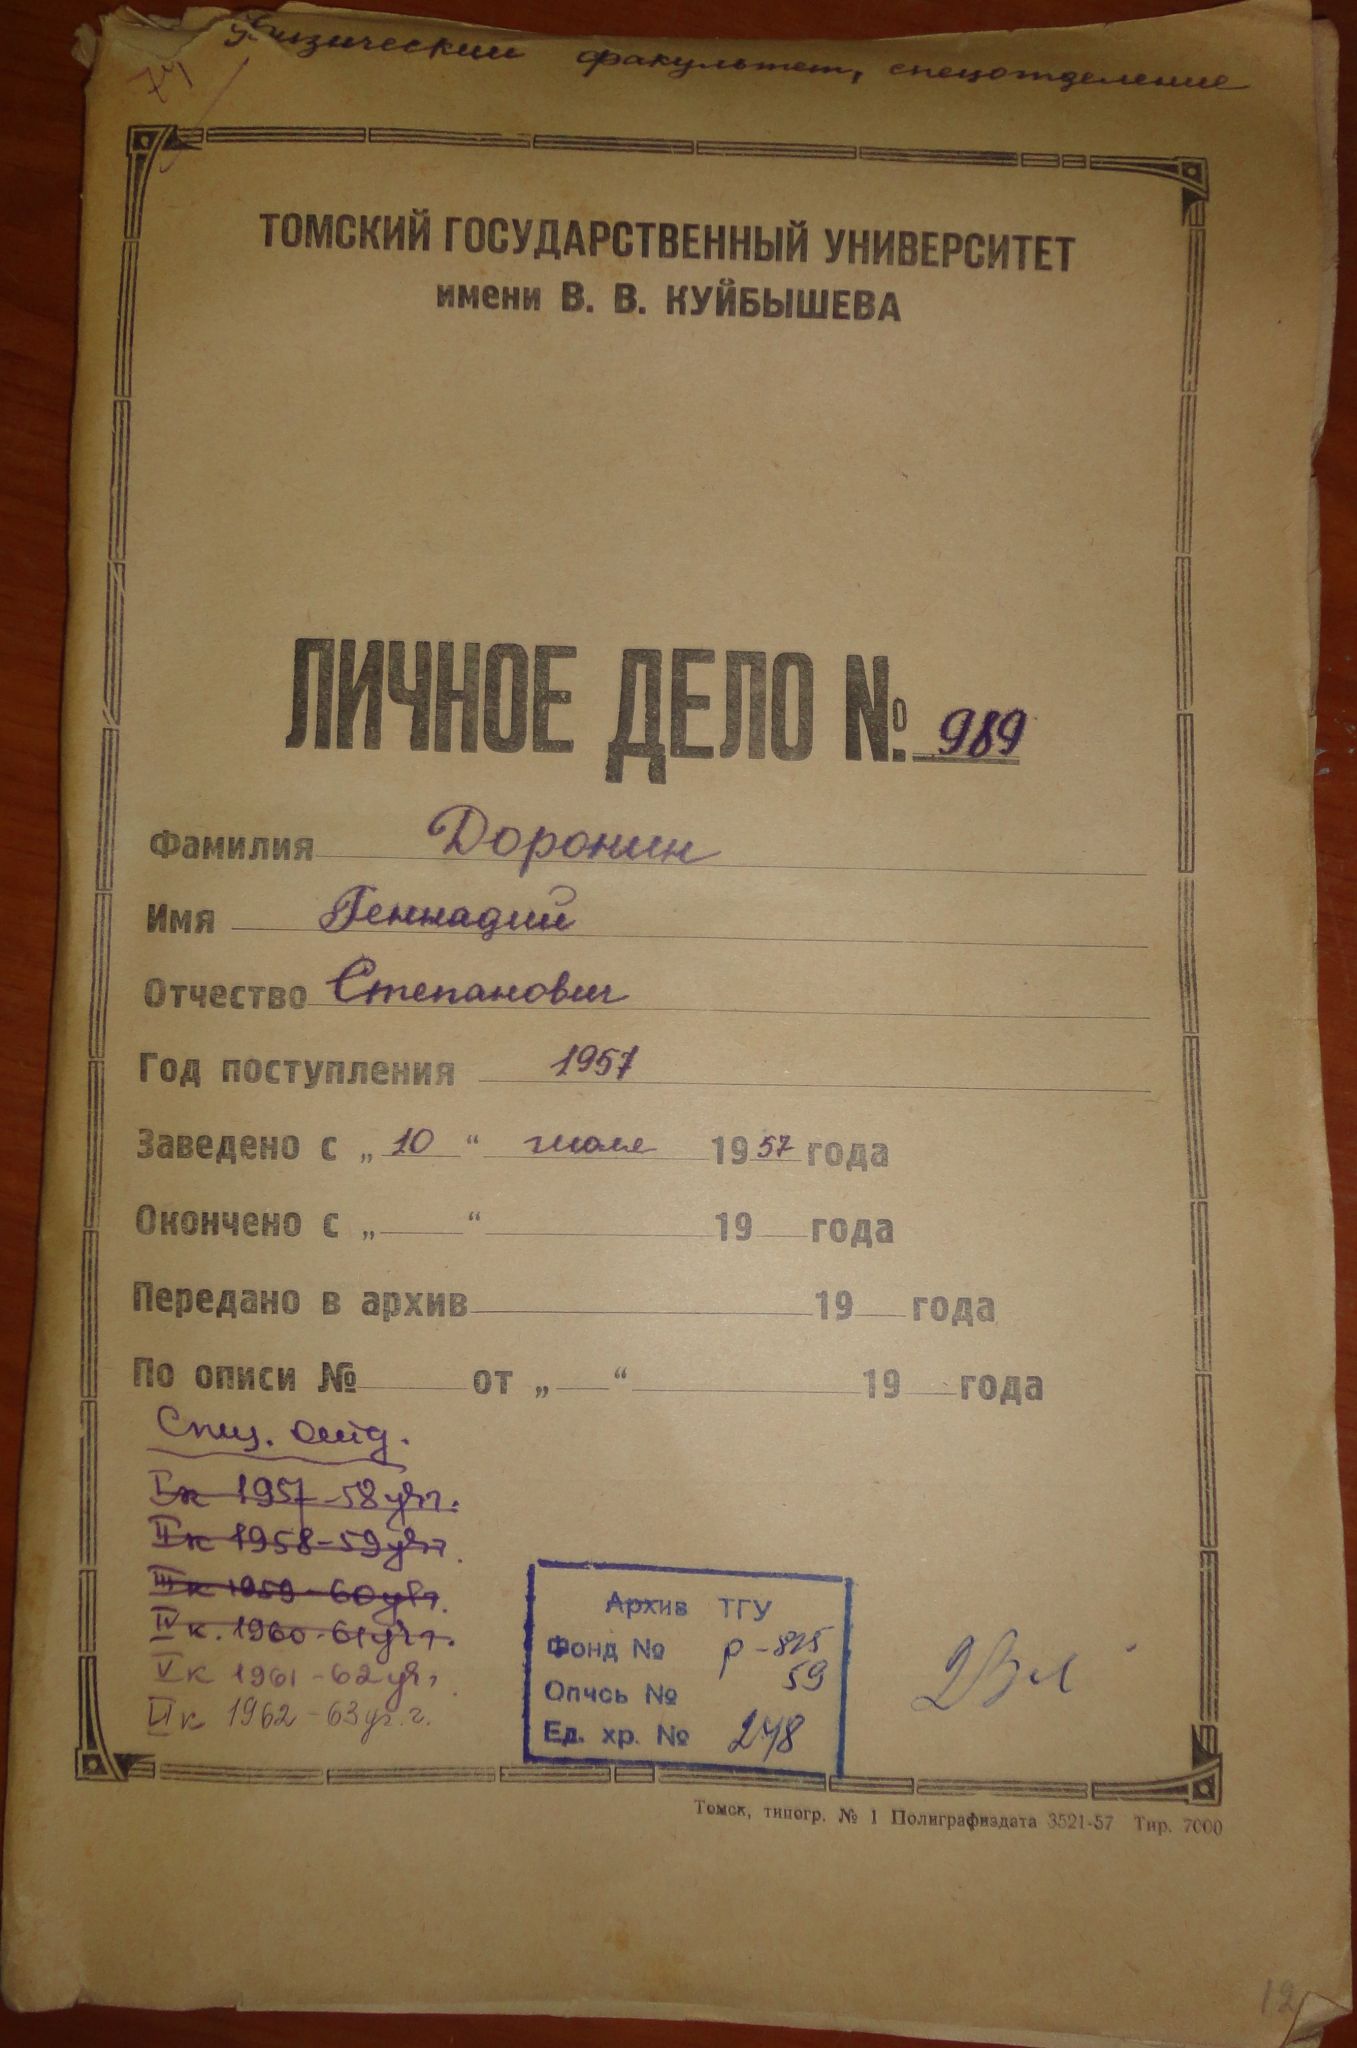 Физический факультет, спецотделение
ТОМСКИЙ ГОСУДАРСТВЕННЫЙ УНИВЕРСИТЕТ
имени В. В. КУЙБЫШЕВА
ЛИЧНОЕ ДЕЛО №. 989
Фамилия Доронин
Имя Геннадий
Отчество Степанович
Год поступления 1957
Заведено с „ 10 “ июля 1957 года
Окончено с „ “ 19 года
Передано в архив 19 года
По описи № от „ “ 19 года
Спец. отд.
I к 1957-58 уч г.
II к 1958-59 уч г.
III к 1959-60 уч г.
IV к. 1960-61 уч г.
V к 1961-62 уч г.
VI к 1962-63 уч. г.
Архив ТГУ
Фонд № р-815
Опись № 59
Ед. хр. № 248
Томск, типогр. № 1 Полиграфиздата 3521-57 Тир. 7000
12